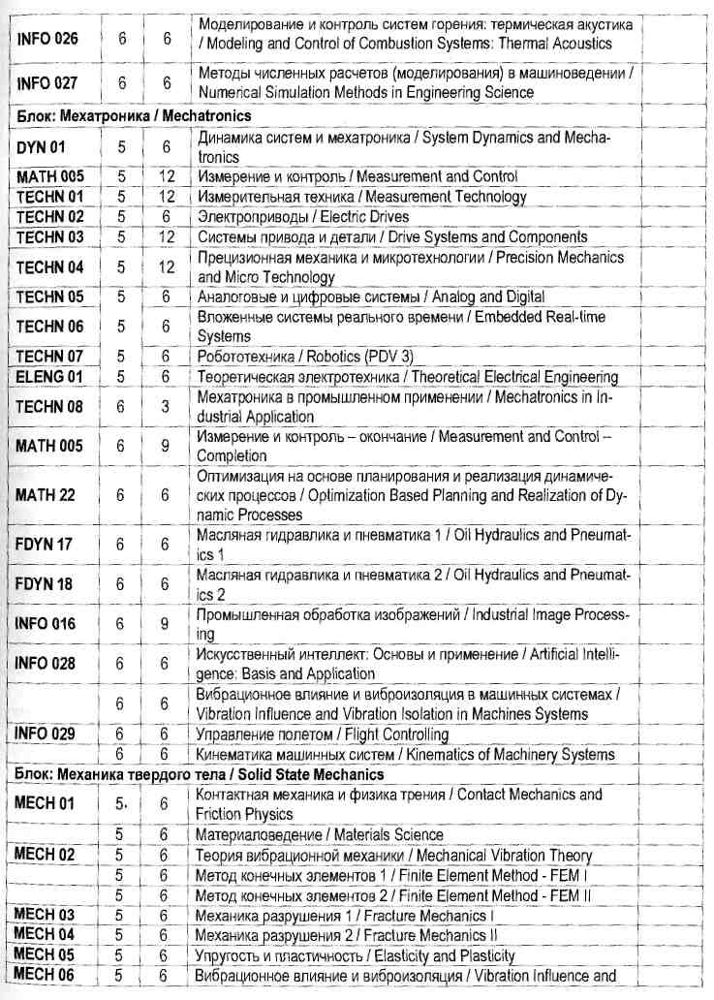 INFO 026 6 6 Моделирование и контроль систем горения: термическая акустика
/ Modeling and Control of Combustion Systems: Thermal Acoustics
INFO 027 6 6 Методы численных расчетов (моделирования) в машиноведении /
Numerical Simulation Methods in Engineering Science
Блок: Мехатроника / Mechatronics
DYN 01 5 6 Динамика систем и мехатроника / System Dynamics and Mecha-
tronics
MATH 005 5 12 Измерение и контроль / Measurement and Control
TECHN 01 5 12 Измерительная техника / Measurement Technology
TECHN 02 5 6 Электроприводы / Electric Drives
TECHN 03 5 12 Системы привода и детали / Drive Systems and Components
TECHN 04 5 12 Прецизионная механика и микротехнологии / Precision Mechanics
and Micro Technology
TECHN 05 5 6 Аналоговые и цифровые системы / Analog and Digital
TECHN 06 5 6 Вложенные системы реального времени / Embedded Real-time
Systems
TECHN 07 5 6 Робототехника / Robotics (PDV 3)
ELENG 01 5 6 Теоретическая электротехника / Theoretical Electrical Engineering
TECHN 08 6 3 Мехатроника в промышленном применении / Mechatronics in In-
dustrial Application
MATH 005 6 9 Измерение и контроль – окончание / Measurement and Control –
Completion
MATH 22 6 6 Оптимизация на основе планирования и реализация динамиче-
ских процессов / Optimization Based Planning and Realization of Dy-
namic Processes
FDYN 17 6 6 Масляная гидравлика и пневматика 1 / Oil Hydraulics and Pneumat-
ics 1
FDYN 18 6 6 Масляная гидравлика и пневматика 2 / Oil Hydraulics and Pneumat-
ics 2
INFO 016 6 9 Промышленная обработка изображений / Industrial Image Process-
ing
INFO 028 6 6 Искусственный интеллект: Основы и применение / Artificial Intelli-
gence: Basis and Application
6 6 Вибрационное влияние и виброизоляция в машинных системах /
Vibration Influence and Vibration Isolation in Machines Systems
INFO 029 6 6 Управление полетом / Flight Controlling
6 6 Кинематика машинных систем / Kinematics of Machinery Systems
Блок: Механика твердого тела / Solid State Mechanics
MECH 01 5 6 Контактная механика и физика трения / Contact Mechanics and
Friction Physics
5 6 Материаловедение / Materials Science
MECH 02 5 6 Теория вибрационной механики / Mechanical Vibration Theory
5 6 Метод конечных элементов 1 / Finite Element Method - FEM I
5 6 Метод конечных элементов 2 / Finite Element Method - FEM II
MECH 03 5 6 Механика разрушения 1 / Fracture Mechanics I
MECH 04 5 6 Механика разрушения 2 / Fracture Mechanics II
MECH 05 5 6 Упругость и пластичность / Elasticity and Plasticity
MECH 06 5 6 Вибрационное влияние и виброизоляция / Vibration Influence and